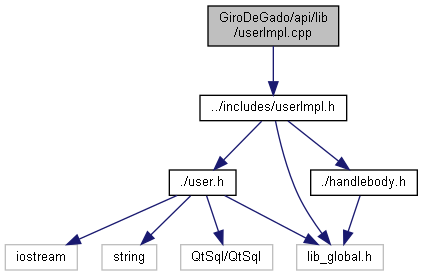 GiroDeGado/api/lib
/userImpl.cpp
../includes/userImpl.h
./user.h
./handlebody.h
iostream
string
QtSql/QtSql
lib_global.h